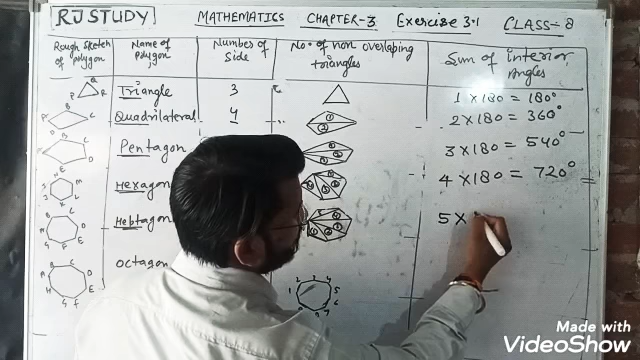 RJ STUDY MATHEMATICS CHAPTER-3 Exercise 3.1 CLASS-8
Rough Sketch of polygon
Name of polygon
Number of Side
No. of non overlaping triangles
Sum of interior Angles
Triangle 3 1 × 180 = 180°
Quadrilateral 4 2 × 180 = 360°
Pentagon 3 × 180 = 540°
Hexagon 4 × 180 = 720°
Heptagon 5 ×
octagon
Made with
VideoShow